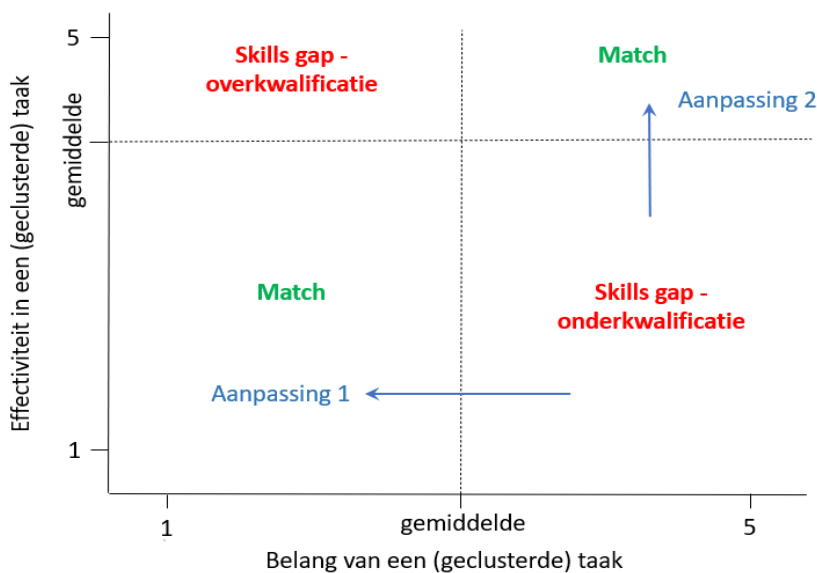 5
Skills gap -
overkwalificatie
Match
Aanpassing 2
gemiddelde
Effectiviteit in een (geclusterde) taak
Match
Skills gap -
onderkwalificatie
Aanpassing 1
1
1
gemiddelde
5
Belang van een (geclusterde) taak